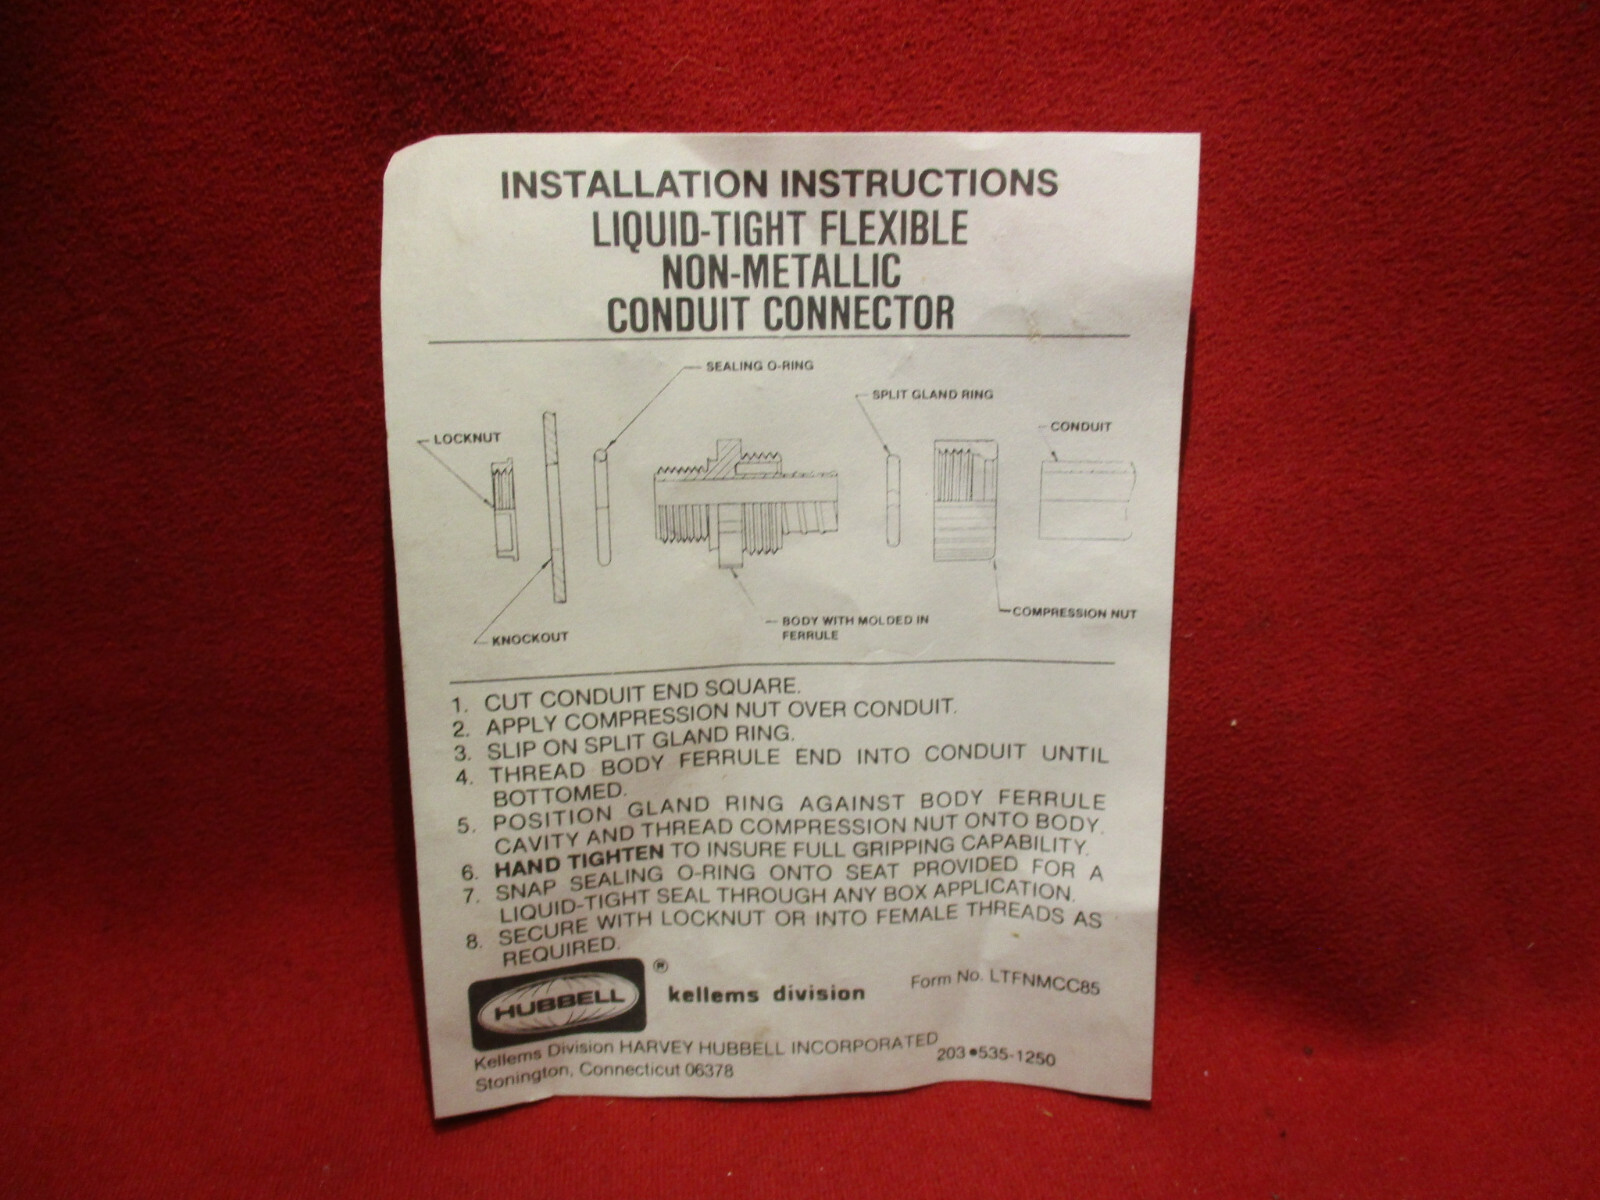 INSTALLATION INSTRUCTIONS
LIQUID-TIGHT FLEXIBLE
NON-METALLIC
CONDUIT CONNECTOR
SEALING O-RING
SPLIT GLAND RING
CONDUIT
LOCKNUT
COMPRESSION NUT
BODY WITH MOLDED IN
FERRULE
KNOCKOUT
1. CUT CONDUIT END SQUARE.
2. APPLY COMPRESSION NUT OVER CONDUIT.
3. SLIP ON SPLIT GLAND RING.
4. THREAD BODY FERRULE END INTO CONDUIT UNTIL
BOTTOMED.
5. POSITION GLAND RING AGAINST BODY FERRULE
CAVITY AND THREAD COMPRESSION NUT ONTO BODY.
6. HAND TIGHTEN TO INSURE FULL GRIPPING CAPABILITY.
7. SNAP SEALING O-RING ONTO SEAT PROVIDED FOR A
LIQUID-TIGHT SEAL THROUGH ANY BOX APPLICATION.
8. SECURE WITH LOCKNUT OR INTO FEMALE THREADS AS
REQUIRED.
HUBBELL ® kellems division Form No. LTFNMCC85
Kellems Division HARVEY HUBBELL INCORPORATED
Stonington, Connecticut 06378 203•535-1250